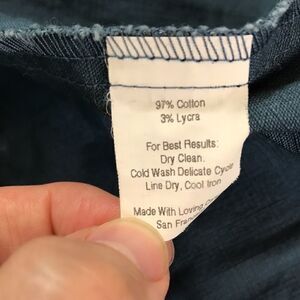 97% Cotton
3% Lycra
For Best Results:
Dry Clean.
Cold Wash Delicate Cycle
Line Dry, Cool Iron
Made With Loving
San